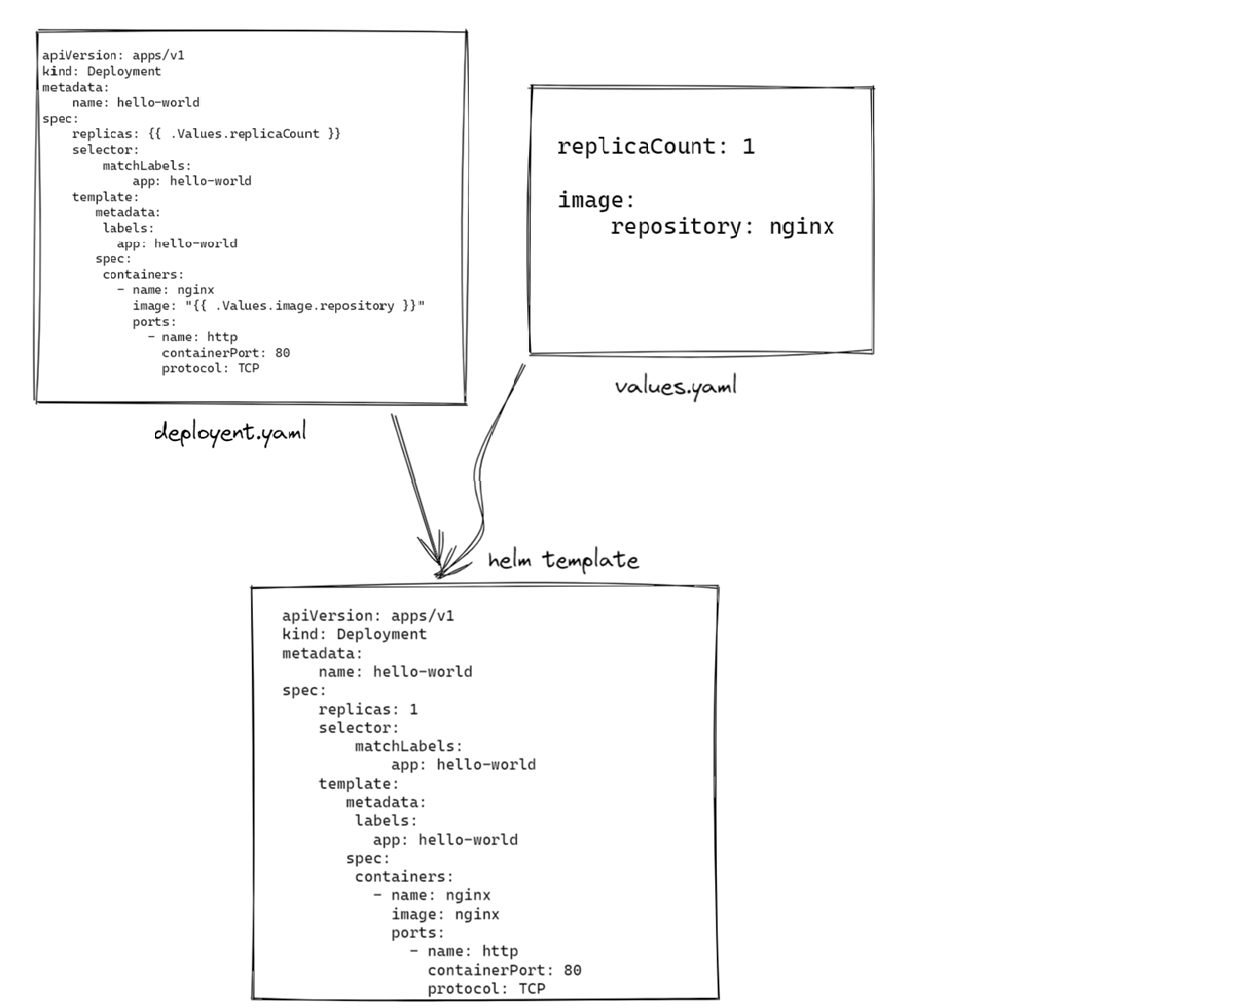 apiVersion: apps/v1
kind: Deployment
metadata:
    name: hello-world
spec:
    replicas: {{ .Values.replicaCount }}
    selector:
        matchLabels:
            app: hello-world
    template:
       metadata:
        labels:
          app: hello-world
       spec:
        containers:
          - name: nginx
            image: "{{ .Values.image.repository }}"
            ports:
              - name: http
                containerPort: 80
                protocol: TCP
deployent.yaml
replicaCount: 1
image:
    repository: nginx
values.yaml
helm template
apiVersion: apps/v1
kind: Deployment
metadata:
    name: hello-world
spec:
    replicas: 1
    selector:
        matchLabels:
            app: hello-world
    template:
       metadata:
        labels:
          app: hello-world
       spec:
        containers:
          - name: nginx
            image: nginx
            ports:
              - name: http
                containerPort: 80
                protocol: TCP